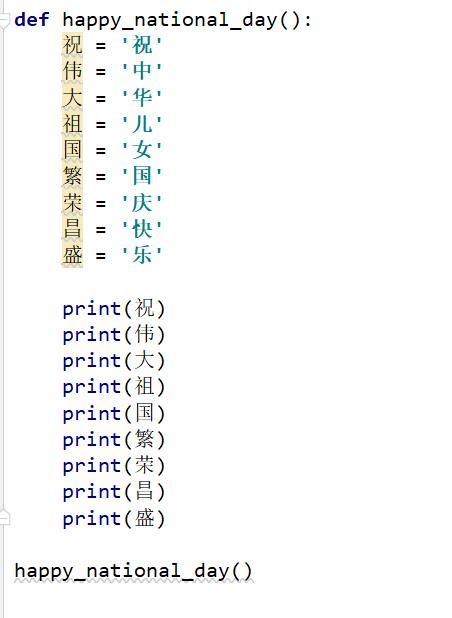 def happy_national_day():
    祝 = '祝'
    伟 = '中'
    大 = '华'
    祖 = '儿'
    国 = '女'
    繁 = '国'
    荣 = '庆'
    昌 = '快'
    盛 = '乐'

    print(祝)
    print(伟)
    print(大)
    print(祖)
    print(国)
    print(繁)
    print(荣)
    print(昌)
    print(盛)

happy_national_day()